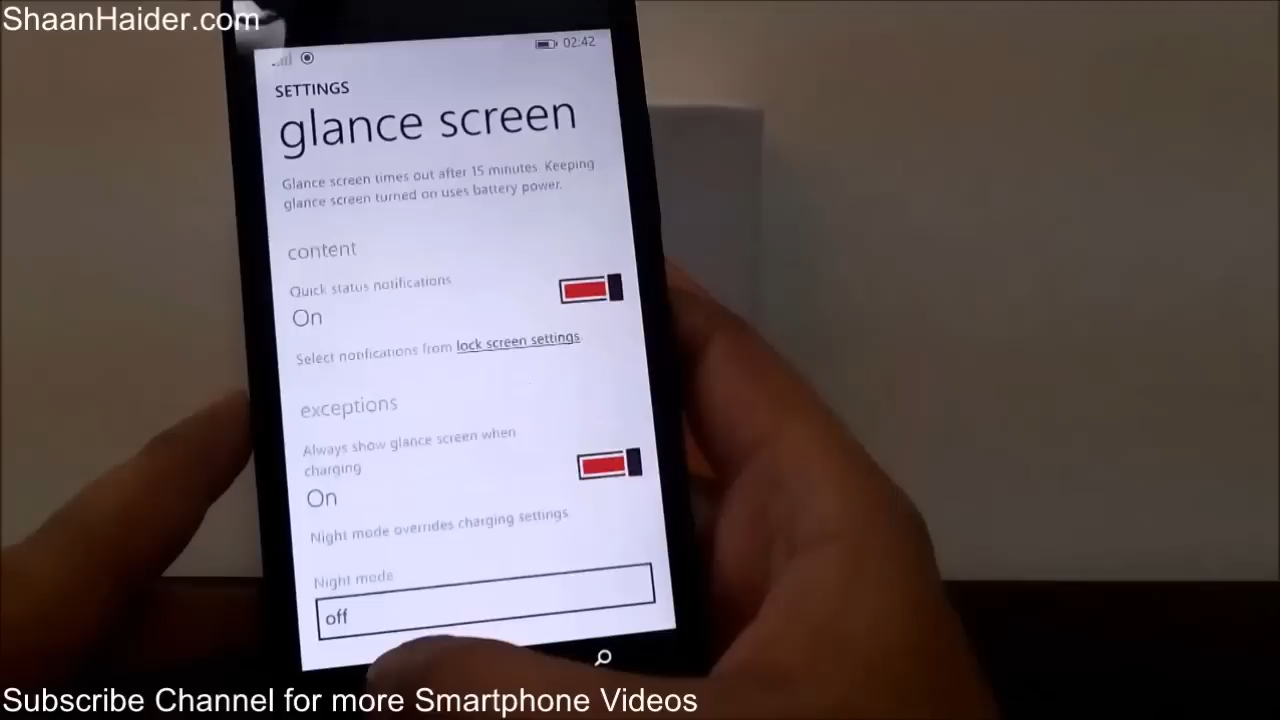 ShaanHaider.com
02:42
SETTINGS
glance screen
Glance screen times out after 15 minutes. Keeping
glance screen turned on uses battery power.
content
Quick status notifications
On
Select notifications from lock screen settings.
exceptions
Always show glance screen when
charging
On
Night mode overrides charging settings.
Night mode
off
Subscribe Channel for more Smartphone Videos